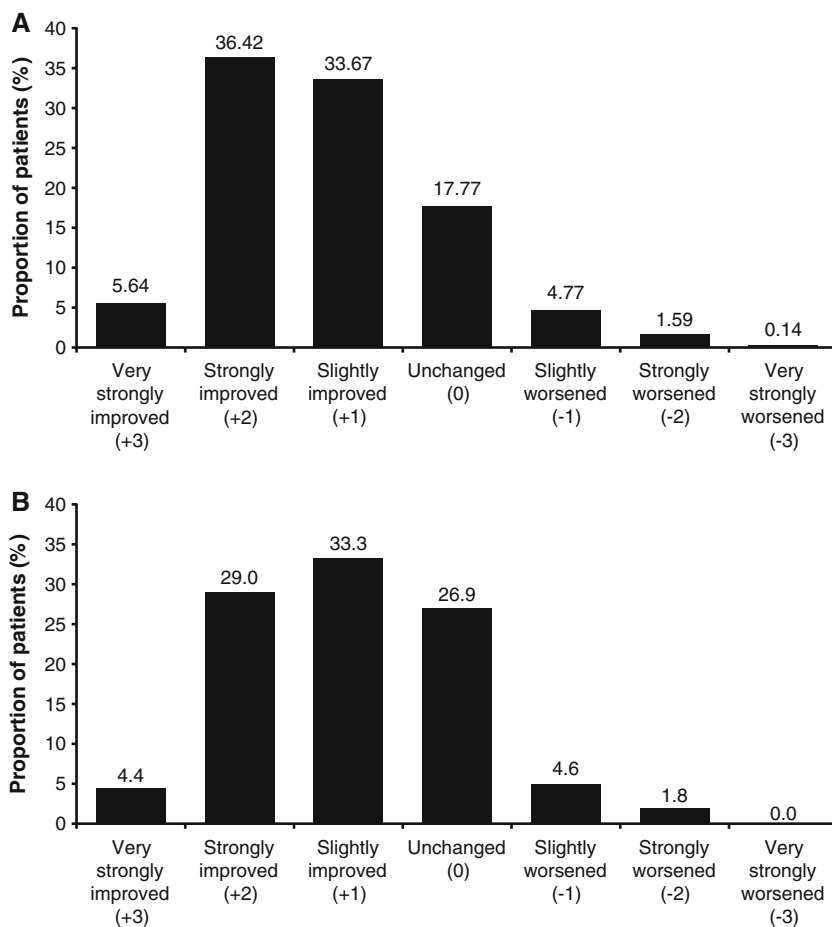 A
Proportion of patients (%)
40
35
30
25
20
15
10
5
0
5.64
36.42
33.67
17.77
4.77
1.59
0.14
Very
strongly
improved
(+3)
Strongly
improved
(+2)
Slightly
improved
(+1)
Unchanged
(0)
Slightly
worsened
(-1)
Strongly
worsened
(-2)
Very
strongly
worsened
(-3)
B
Proportion of patients (%)
40
35
30
25
20
15
10
5
0
4.4
29.0
33.3
26.9
4.6
1.8
0.0
Very
strongly
improved
(+3)
Strongly
improved
(+2)
Slightly
improved
(+1)
Unchanged
(0)
Slightly
worsened
(-1)
Strongly
worsened
(-2)
Very
strongly
worsened
(-3)